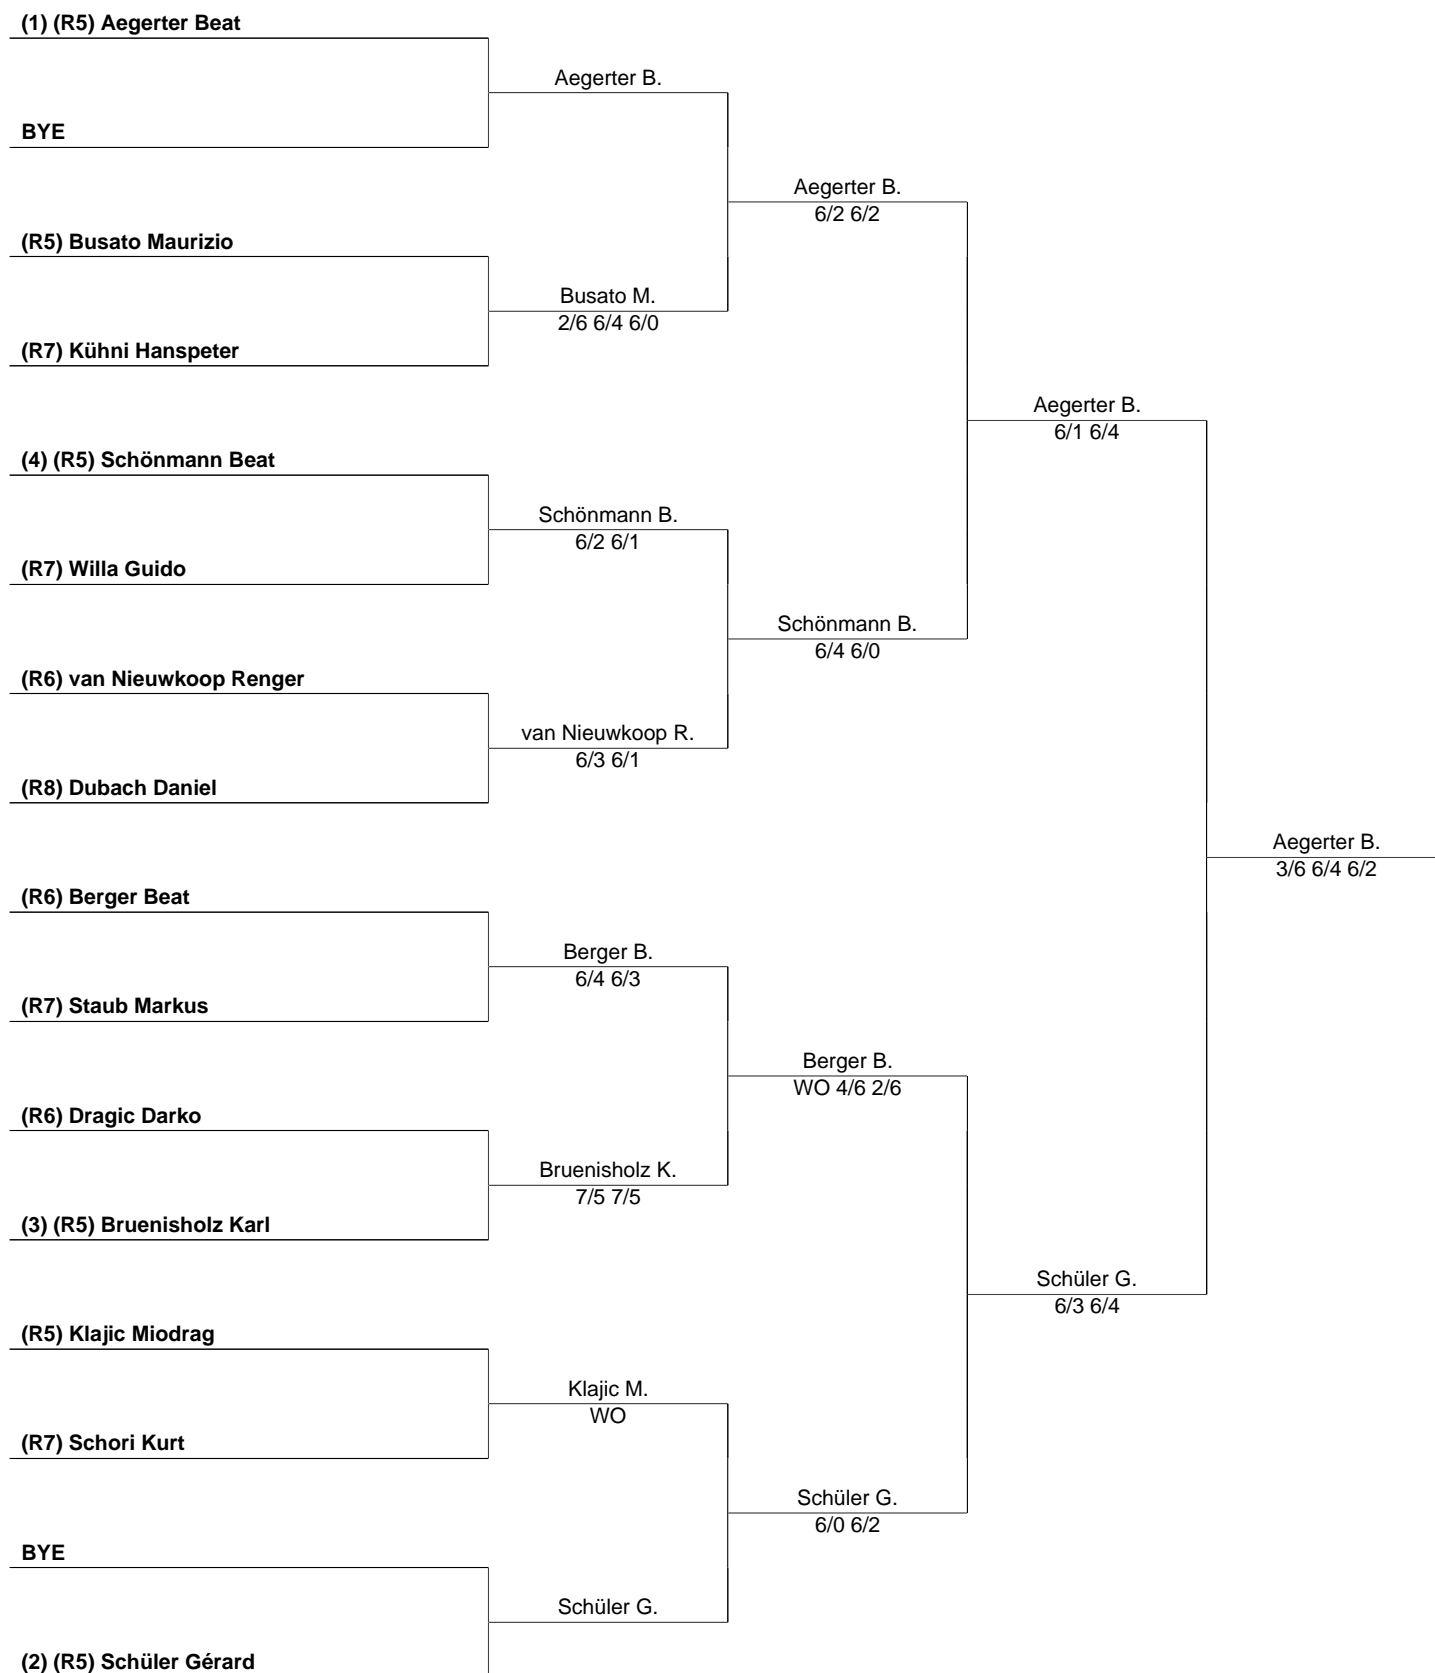 (1) (R5) Aegerter Beat
Aegerter B.
BYE
Aegerter B.
6/2 6/2
(R5) Busato Maurizio
Busato M.
2/6 6/4 6/0
(R7) Kühni Hanspeter
Aegerter B.
6/1 6/4
(4) (R5) Schönmann Beat
Schönmann B.
6/2 6/1
(R7) Willa Guido
Schönmann B.
6/4 6/0
(R6) van Nieuwkoop Renger
van Nieuwkoop R.
6/3 6/1
(R8) Dubach Daniel
Aegerter B.
3/6 6/4 6/2
(R6) Berger Beat
Berger B.
6/4 6/3
(R7) Staub Markus
Berger B.
WO 4/6 2/6
(R6) Dragic Darko
Bruenisholz K.
7/5 7/5
(3) (R5) Bruenisholz Karl
Schüler G.
6/3 6/4
(R5) Klajic Miodrag
Klajic M.
WO
(R7) Schori Kurt
Schüler G.
6/0 6/2
BYE
Schüler G.
(2) (R5) Schüler Gérard